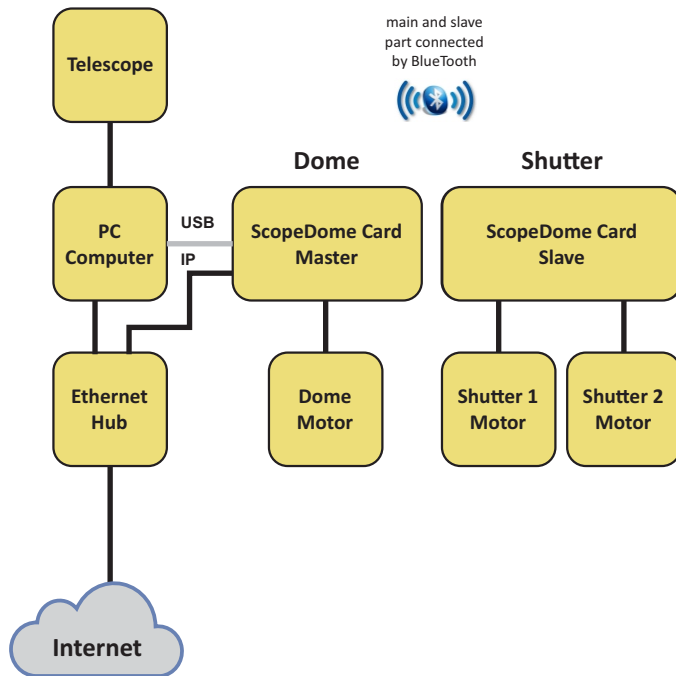 main and slave
part connected
by BlueTooth
Telescope
Dome
Shutter
PC
Computer
USB
IP
ScopeDome Card
Master
ScopeDome Card
Slave
Ethernet
Hub
Dome
Motor
Shutter 1
Motor
Shutter 2
Motor
Internet